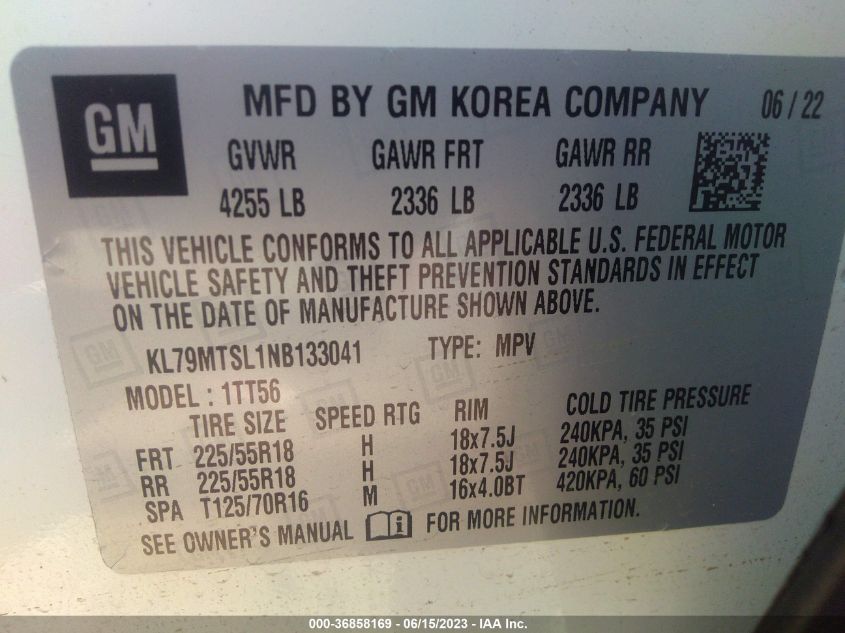 GM
MFD BY GM KOREA COMPANY 06 / 22
GVWR GAWR FRT GAWR RR
4255 LB 2336 LB 2336 LB
THIS VEHICLE CONFORMS TO ALL APPLICABLE U.S. FEDERAL MOTOR
VEHICLE SAFETY AND THEFT PREVENTION STANDARDS IN EFFECT
ON THE DATE OF MANUFACTURE SHOWN ABOVE.
KL79MTSL1NB133041 TYPE: MPV
MODEL : 1TT56
TIRE SIZE SPEED RTG RIM COLD TIRE PRESSURE
FRT 225/55R18 H 18x7.5J 240KPA, 35 PSI
RR 225/55R18 H 18x7.5J 240KPA, 35 PSI
SPA T125/70R16 M 16x4.0BT 420KPA, 60 PSI
SEE OWNER'S MANUAL FOR MORE INFORMATION.
000-36858169 - 06/15/2023 - IAA Inc.